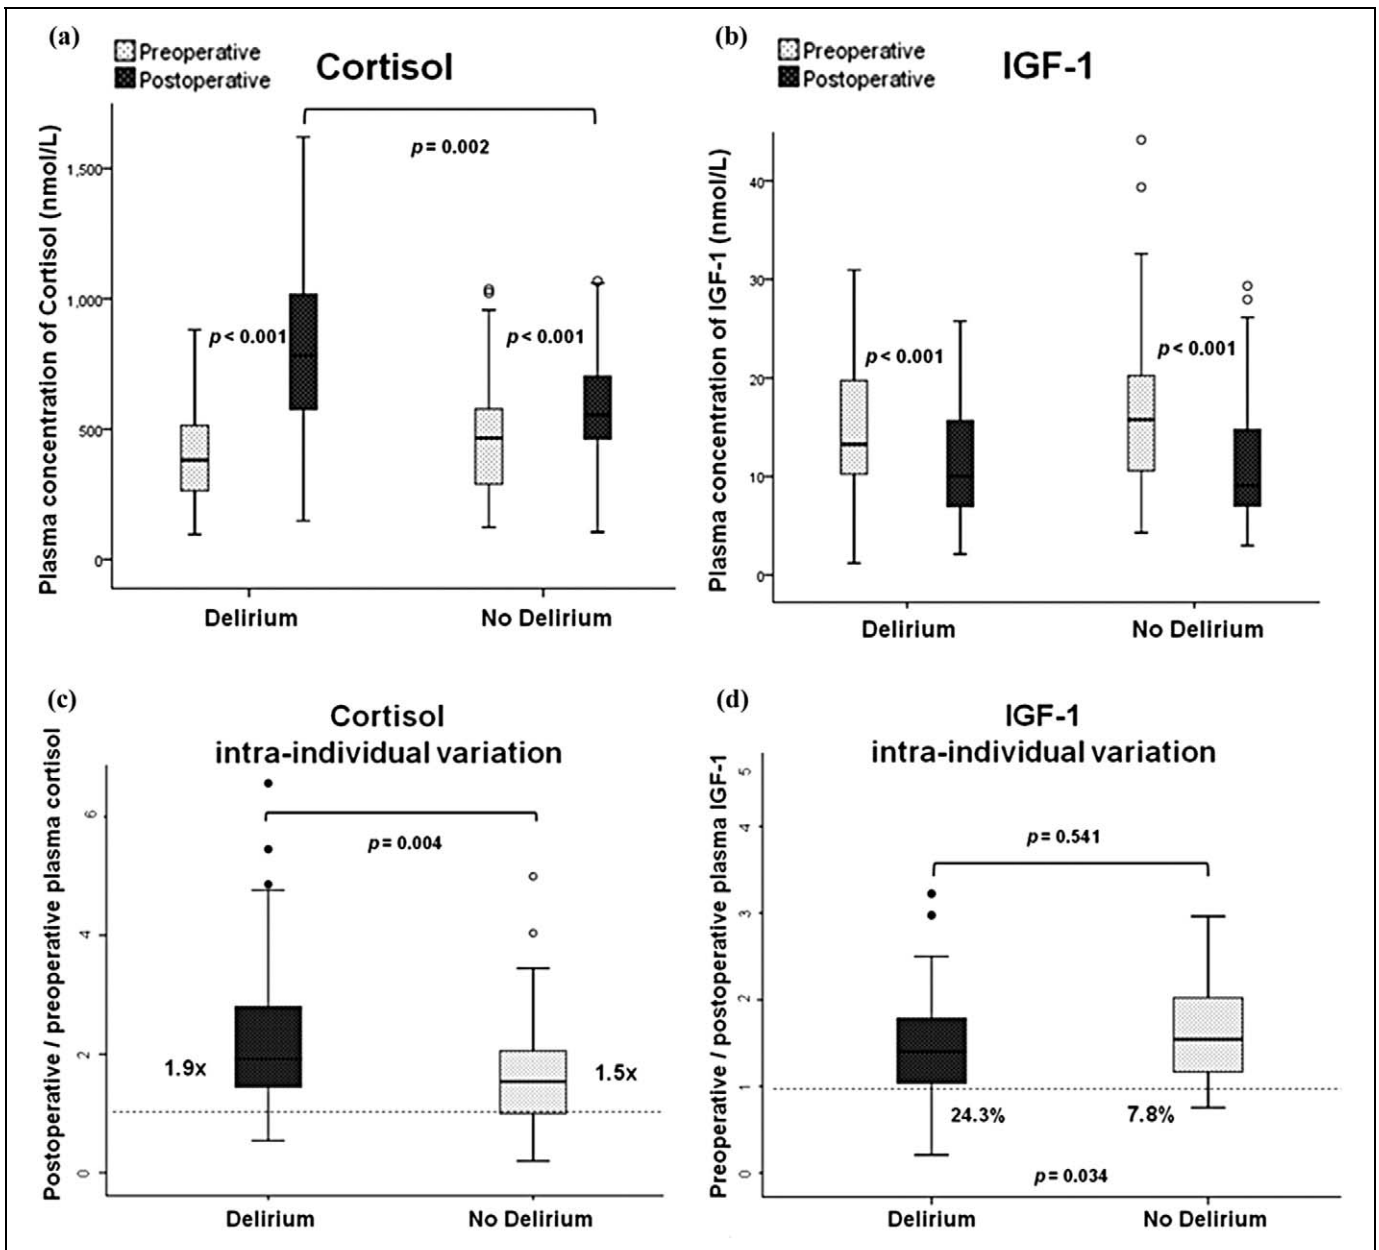 (a)
Preoperative
Postoperative
Cortisol
Plasma concentration of Cortisol (nmol/L)
1,500
1,000
500
0
p = 0.002
p < 0.001
p < 0.001
Delirium
No Delirium
(b)
Preoperative
Postoperative
IGF-1
Plasma concentration of IGF-1 (nmol/L)
40
30
20
10
0
p < 0.001
p < 0.001
Delirium
No Delirium
(c)
Cortisol
intra-individual variation
Postoperative / preoperative plasma cortisol
6
4
2
0
p = 0.004
1.9x
1.5x
Delirium
No Delirium
(d)
IGF-1
intra-individual variation
Preoperative / postoperative plasma IGF-1
5
4
3
2
1
0
p = 0.541
24.3%
7.8%
p = 0.034
Delirium
No Delirium